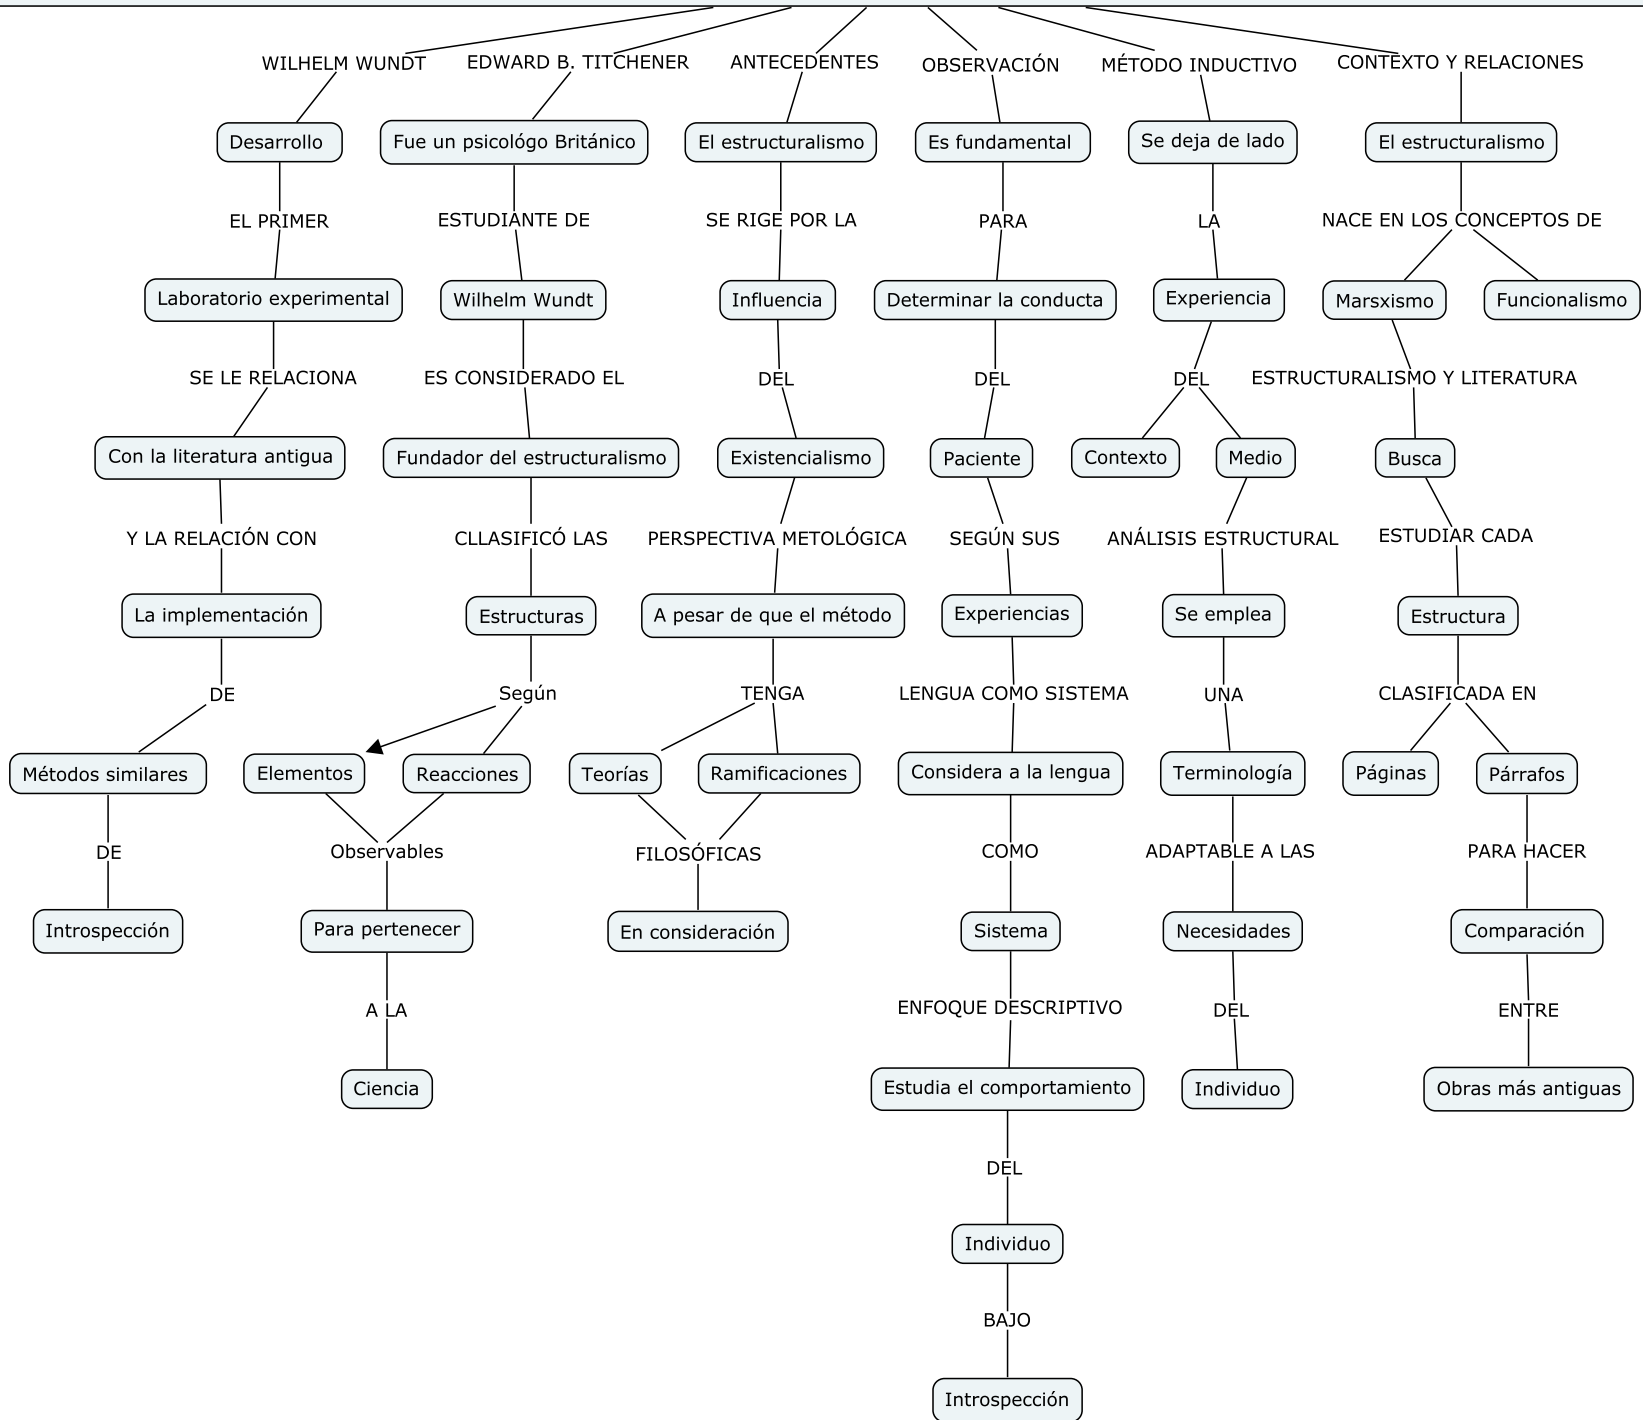 WILHELM WUNDT
EDWARD B. TITCHENER
ANTECEDENTES
OBSERVACIÓN
MÉTODO INDUCTIVO
CONTEXTO Y RELACIONES
Desarrollo
Fue un psicológo Británico
El estructuralismo
Es fundamental
Se deja de lado
El estructuralismo
EL PRIMER
ESTUDIANTE DE
SE RIGE POR LA
PARA
LA
NACE EN LOS CONCEPTOS DE
Laboratorio experimental
Wilhelm Wundt
Influencia
Determinar la conducta
Experiencia
Marsxismo
Funcionalismo
SE LE RELACIONA
ES CONSIDERADO EL
DEL
DEL
DEL
ESTRUCTURALISMO Y LITERATURA
Con la literatura antigua
Fundador del estructuralismo
Existencialismo
Paciente
Contexto
Medio
Busca
Y LA RELACIÓN CON
CLLASIFICÓ LAS
PERSPECTIVA METOLÓGICA
SEGÚN SUS
ANÁLISIS ESTRUCTURAL
ESTUDIAR CADA
La implementación
Estructuras
A pesar de que el método
Experiencias
Se emplea
Estructura
DE
Según
TENGA
LENGUA COMO SISTEMA
UNA
CLASIFICADA EN
Métodos similares
Elementos
Reacciones
Teorías
Ramificaciones
Considera a la lengua
Terminología
Páginas
Párrafos
DE
Observables
FILOSÓFICAS
COMO
ADAPTABLE A LAS
PARA HACER
Introspección
Para pertenecer
En consideración
Sistema
Necesidades
Comparación
A LA
ENFOQUE DESCRIPTIVO
DEL
ENTRE
Ciencia
Estudia el comportamiento
Individuo
Obras más antiguas
DEL
Individuo
BAJO
Introspección